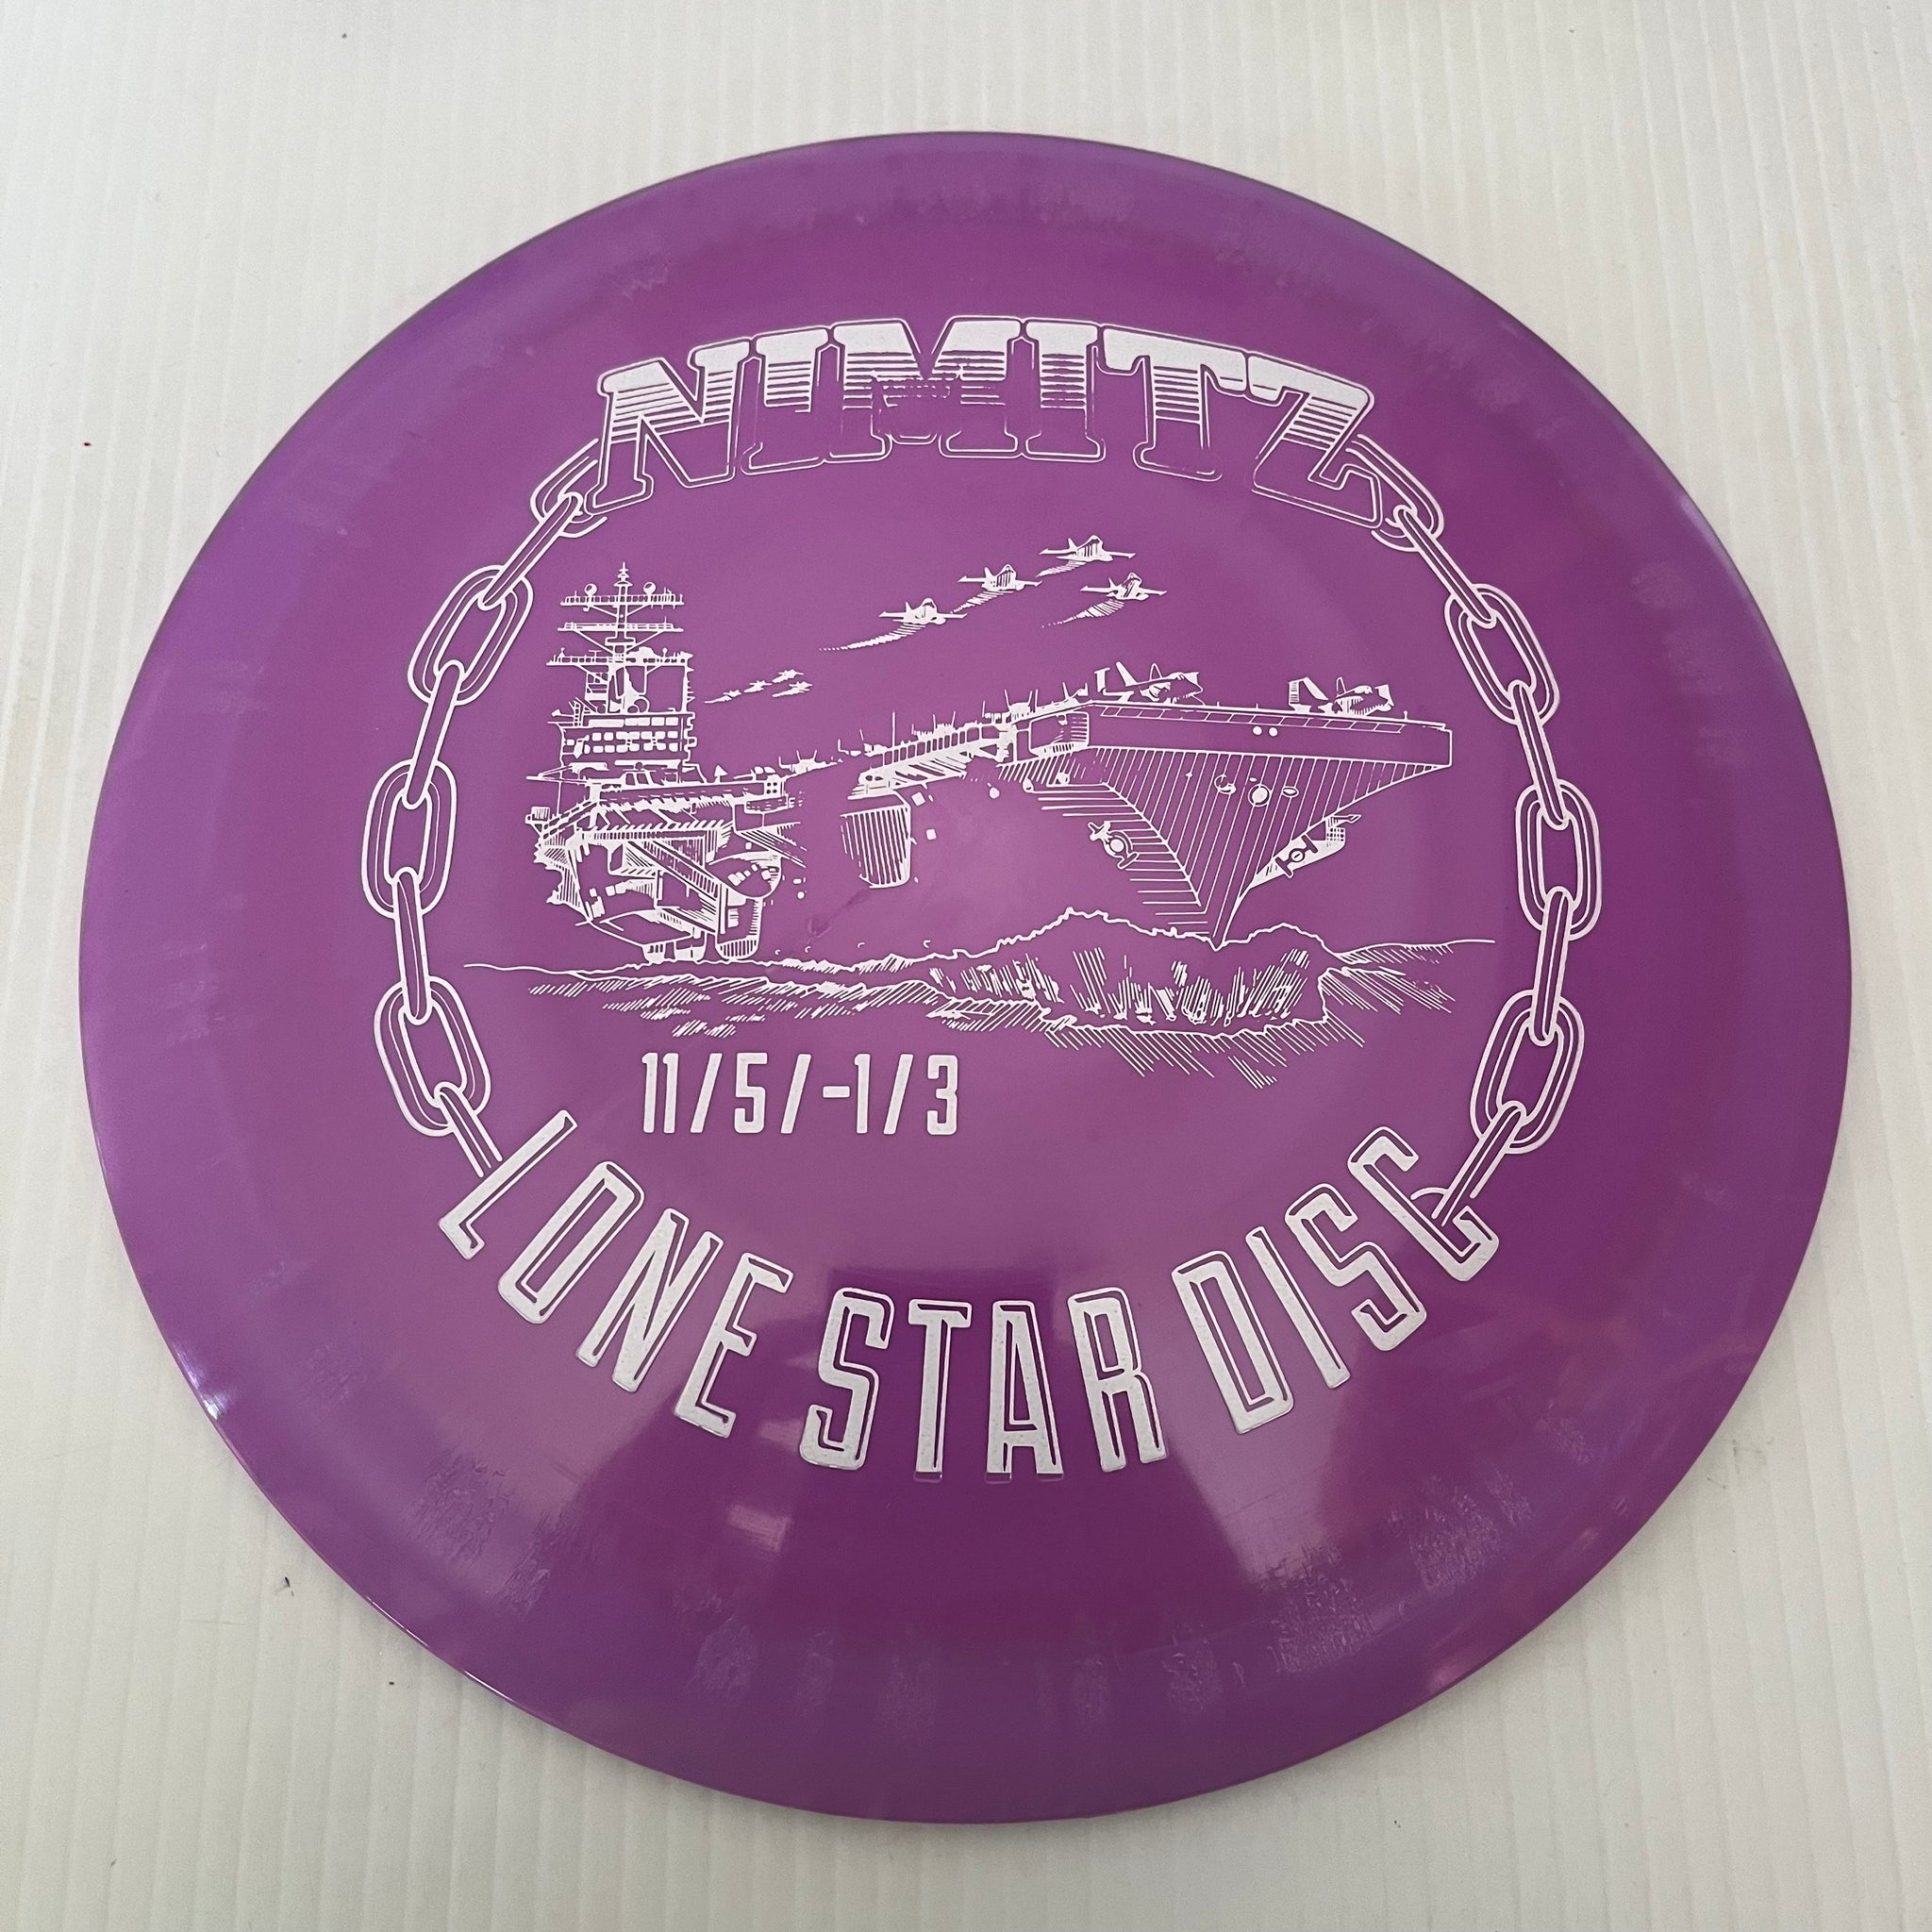 NIMITZ
11/5/-1/3
LONE STAR DISC